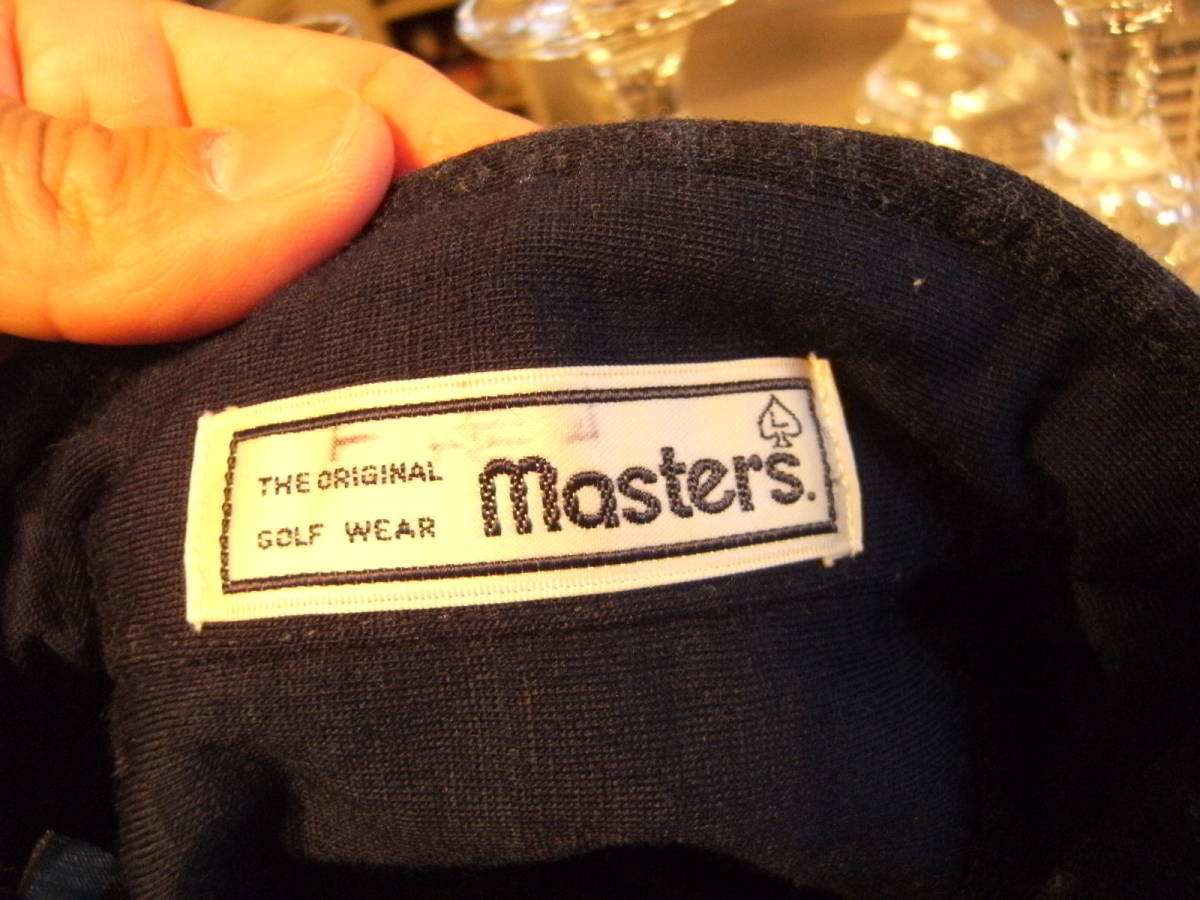 THE ORIGINAL
GOLF WEAR
L
masters.